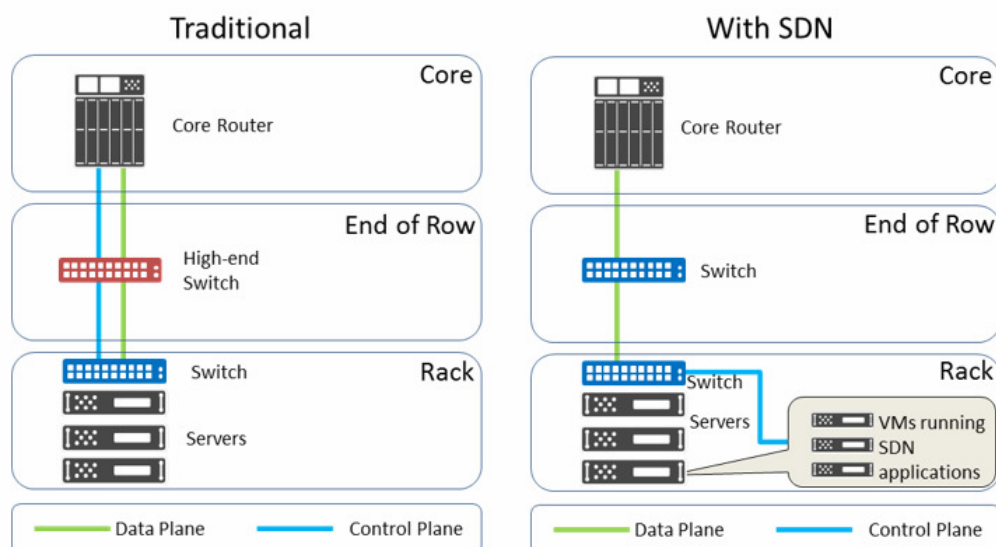 Traditional
Core
Core Router
End of Row
High-end
Switch
Rack
Switch
Servers
Data Plane
Control Plane
With SDN
Core
Core Router
End of Row
Switch
Rack
Switch
Servers
VMs running
SDN
applications
Data Plane
Control Plane